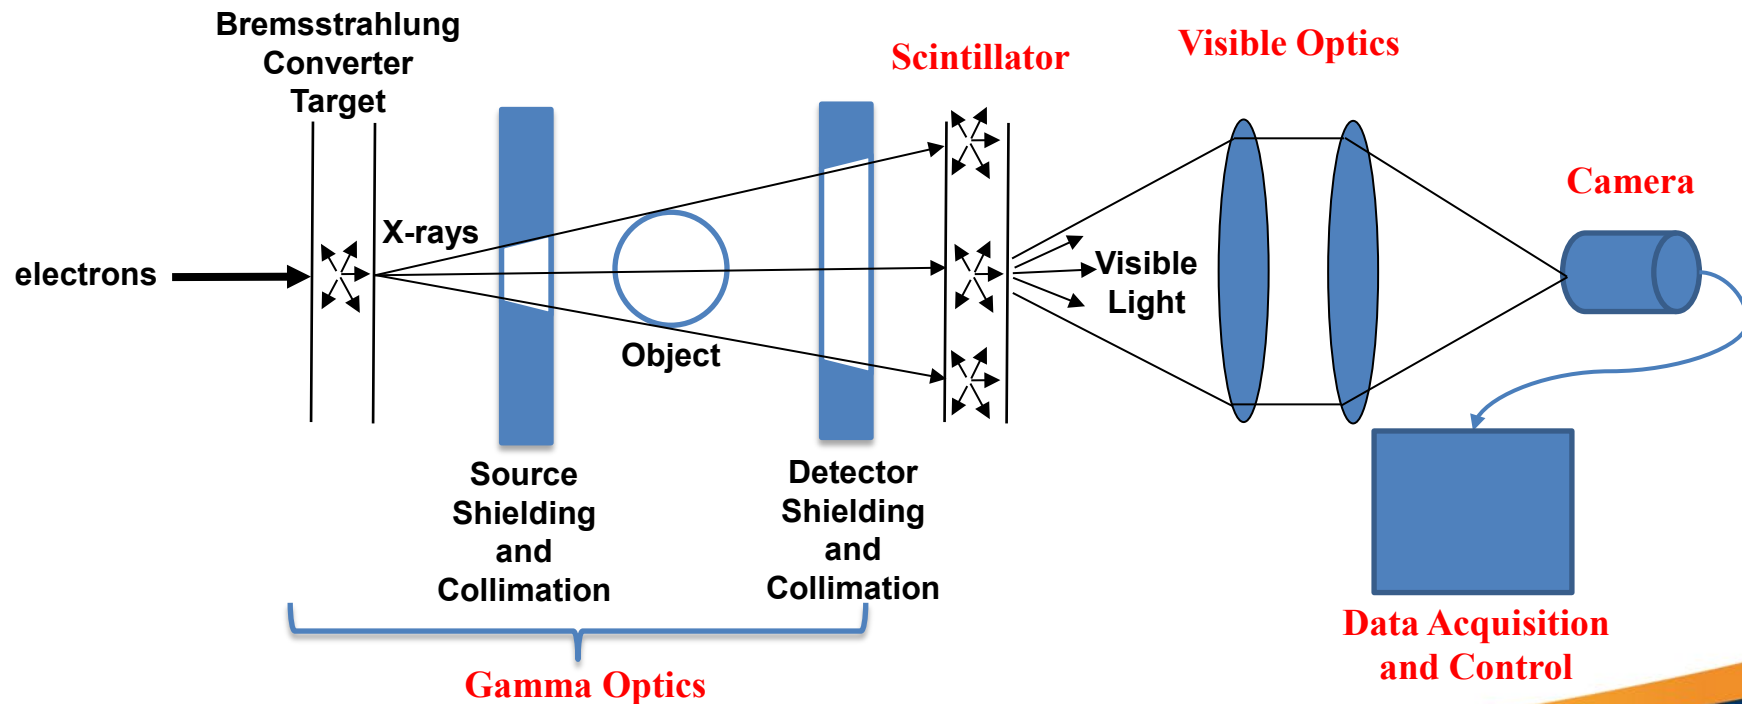 Bremsstrahlung
Converter
Target
Scintillator
Visible Optics
Camera
X-rays
electrons
Visible
Light
Object
Source
Shielding
and
Collimation
Detector
Shielding
and
Collimation
Gamma Optics
Data Acquisition
and Control